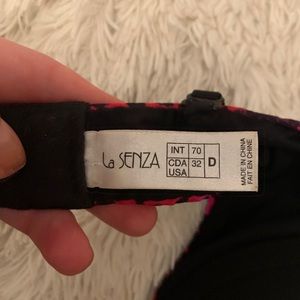 La SENZA
INT 70
CDA 32 D
USA
MADE IN CHINA
FAIT EN CHINE